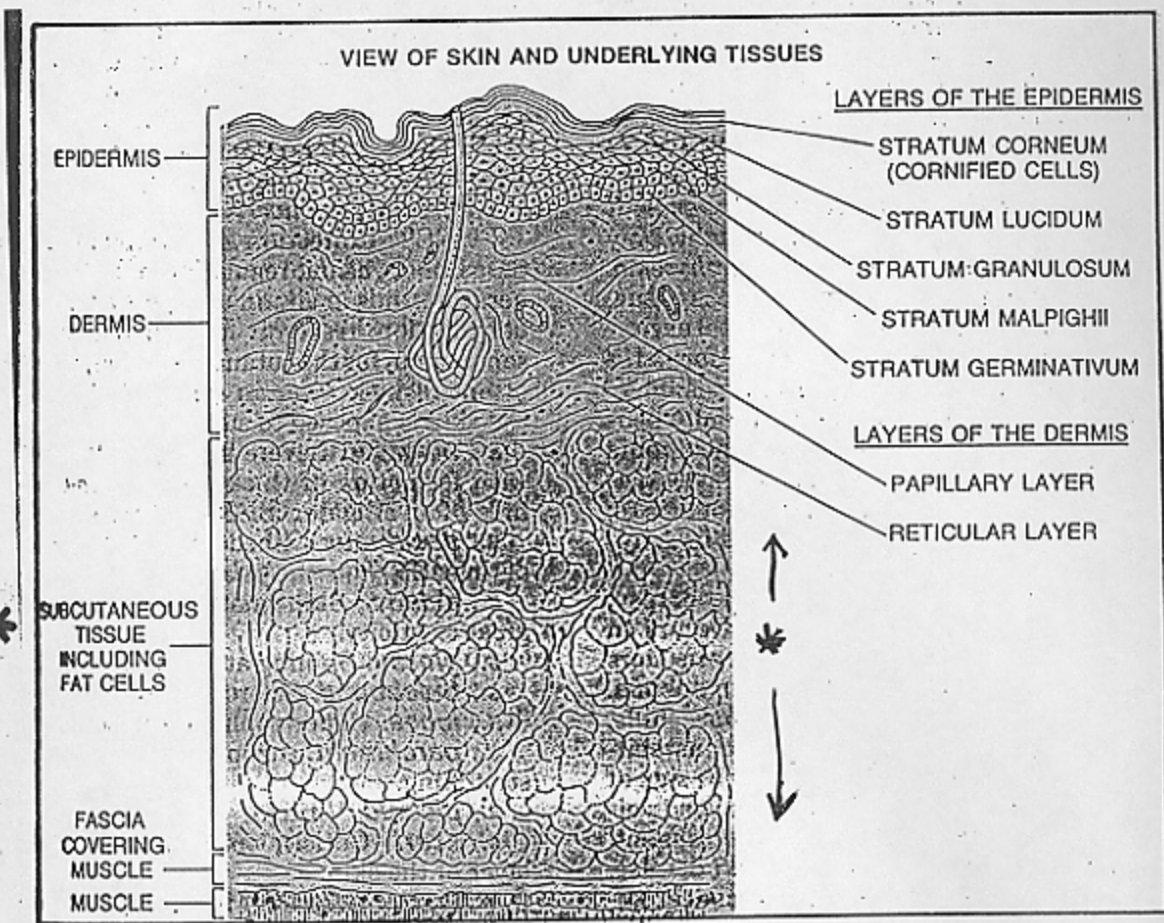 VIEW OF SKIN AND UNDERLYING TISSUES
EPIDERMIS
DERMIS
SUBCUTANEOUS
TISSUE
INCLUDING
FAT CELLS
FASCIA
COVERING
MUSCLE
MUSCLE
LAYERS OF THE EPIDERMIS
STRATUM CORNEUM
(CORNIFIED CELLS)
STRATUM LUCIDUM
STRATUM GRANULOSUM
STRATUM MALPIGHII
STRATUM GERMINATIVUM
LAYERS OF THE DERMIS
PAPILLARY LAYER
RETICULAR LAYER